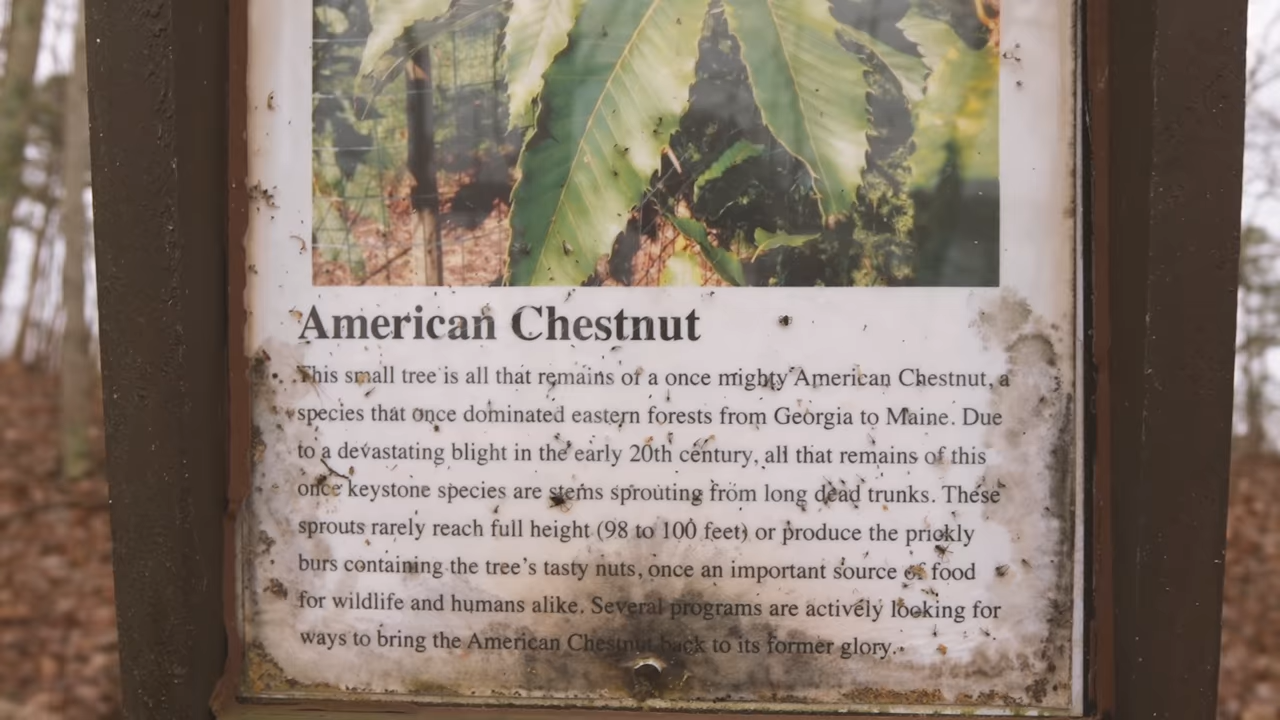 American Chestnut
This small tree is all that remains of a once mighty American Chestnut, a
species that once dominated eastern forests from Georgia to Maine. Due
to a devastating blight in the early 20th century, all that remains of this
once keystone species are stems sprouting from long dead trunks. These
sprouts rarely reach full height (98 to 100 feet) or produce the prickly
burs containing the tree's tasty nuts, once an important source of food
for wildlife and humans alike. Several programs are actively looking for
ways to bring the American Chestnut back to its former glory.